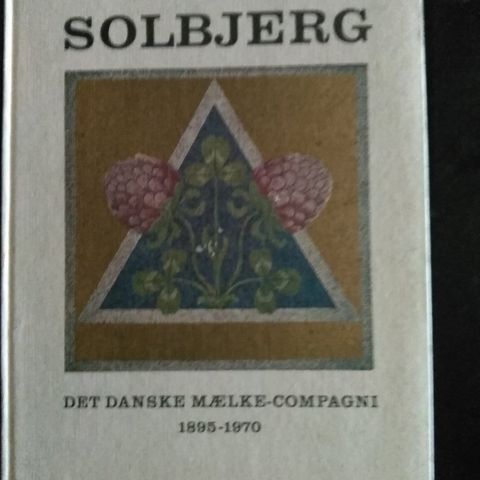 SOLBJERG
DET DANSKE MÆLKE-COMPAGNI
1895-1970